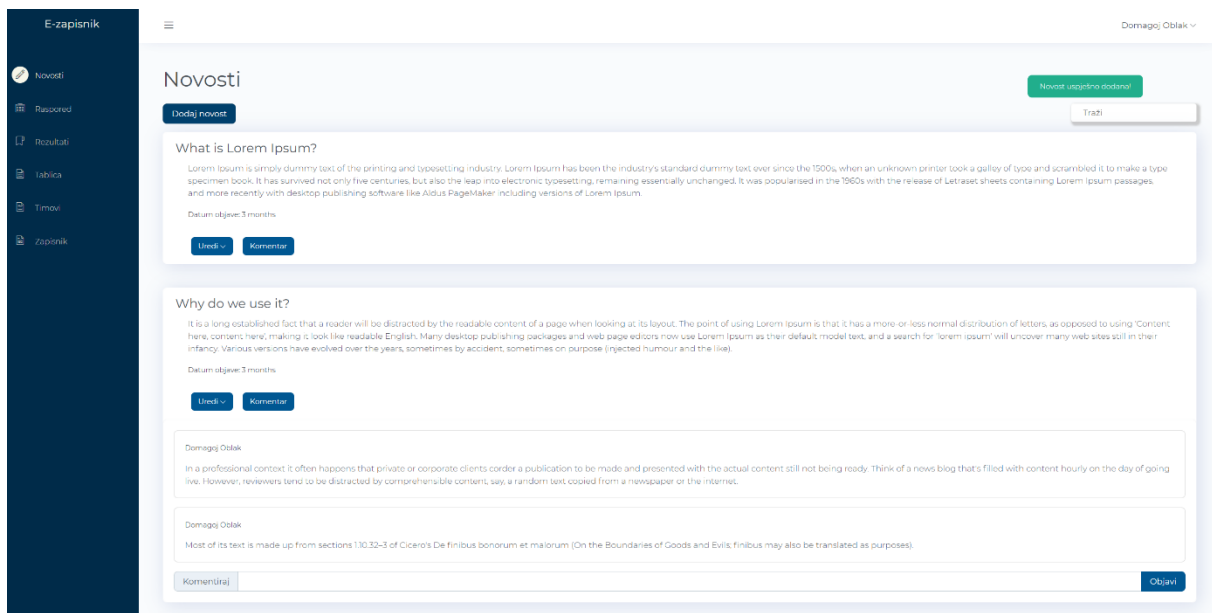 E-zapisnik
Domagoj Oblak
Novosti
Raspored
Rezultati
Tablica
Timovi
Zapisnik
Novosti
Novost uspješno dodana!
Dodaj novost
Traži
What is Lorem Ipsum?
Lorem Ipsum is simply dummy text of the printing and typesetting industry. Lorem Ipsum has been the industry's standard dummy text ever since the 1500s, when an unknown printer took a galley of type and scrambled it to make a type
specimen book. It has survived not only five centuries, but also the leap into electronic typesetting, remaining essentially unchanged. It was popularised in the 1960s with the release of Letraset sheets containing Lorem Ipsum passages,
and more recently with desktop publishing software like Aldus PageMaker including versions of Lorem Ipsum.
Datum objave: 3 months
Uredi
Komentar
Why do we use it?
It is a long established fact that a reader will be distracted by the readable content of a page when looking at its layout. The point of using Lorem Ipsum is that it has a more-or-less normal distribution of letters, as opposed to using 'Content
here, content here', making it look like readable English. Many desktop publishing packages and web page editors now use Lorem Ipsum as their default model text, and a search for 'lorem ipsum' will uncover many web sites still in their
infancy. Various versions have evolved over the years, sometimes by accident, sometimes on purpose (injected humour and the like).
Datum objave: 3 months
Uredi
Komentar
Domagoj Oblak
In a professional context it often happens that private or corporate clients corder a publication to be made and presented with the actual content still not being ready. Think of a news blog that's filled with content hourly on the day of going
live. However, reviewers tend to be distracted by comprehensible content, say, a random text copied from a newspaper or the internet.
Domagoj Oblak
Most of its text is made up from sections 1.10.32–3 of Cicero's De finibus bonorum et malorum (On the Boundaries of Goods and Evils; finibus may also be translated as purposes).
Komentiraj
Objavi